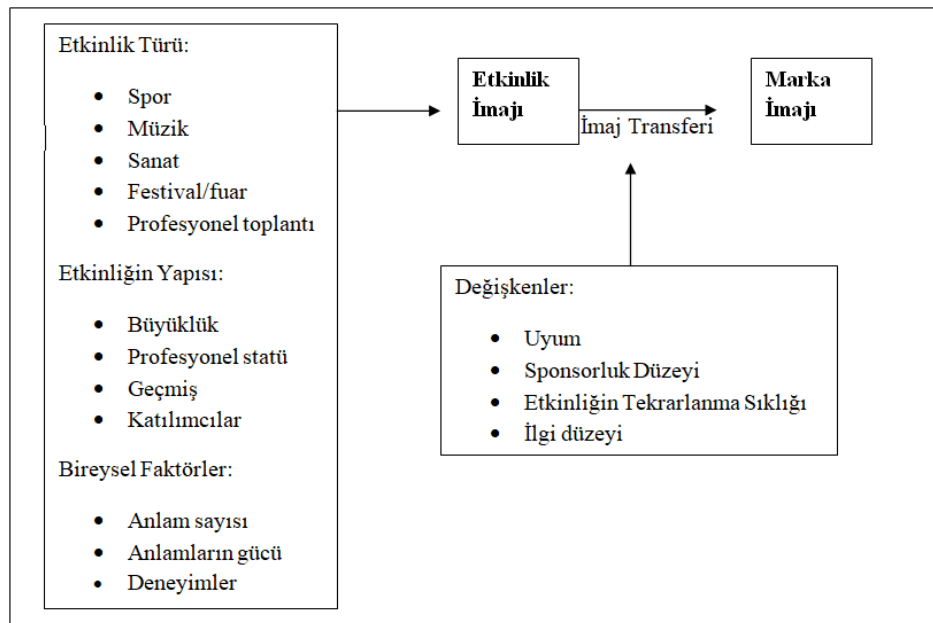 Etkinlik Türü:
Spor
Müzik
Sanat
Festival/fuar
Profesyonel toplantı
Etkinliğin Yapısı:
Büyüklük
Profesyonel statü
Geçmiş
Katılımcılar
Bireysel Faktörler:
Anlam sayısı
Anlamların gücü
Deneyimler
Etkinlik
İmajı
İmaj Transferi
Marka
İmajı
Değişkenler:
Uyum
Sponsorluk Düzeyi
Etkinliğin Tekrarlanma Sıklığı
İlgi düzeyi